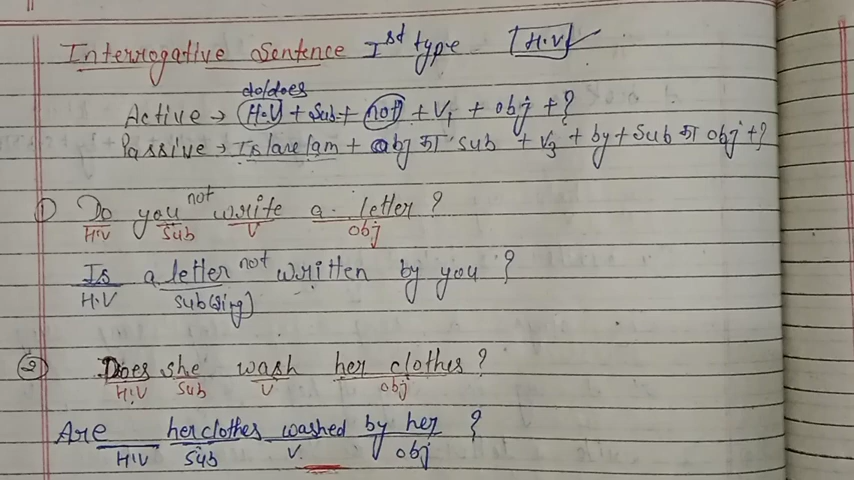 Interrogative Sentence Ist type [H.V]
do/does
Active → H.V + Sub + not + V1 + obj + ?
Passive → Is/are/am + obj का sub + V3 + by + Sub का obj + ?
① Do you not write a letter?
H.V Sub V obj
Is a letter not written by you?
H.V Sub(sing)
② Does she wash her clothes?
H.V Sub V obj
Are her clothes washed by her?
H.V Sub V. obj